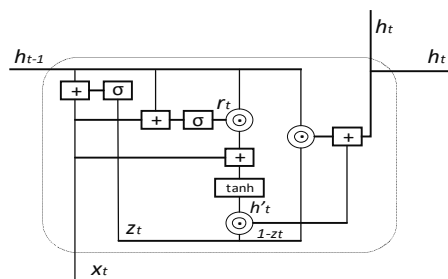 h_t
h_{t-1} h_t
+ σ r_t
+ σ
+
+
tanh
h'_t
z_t 1-z_t
x_t